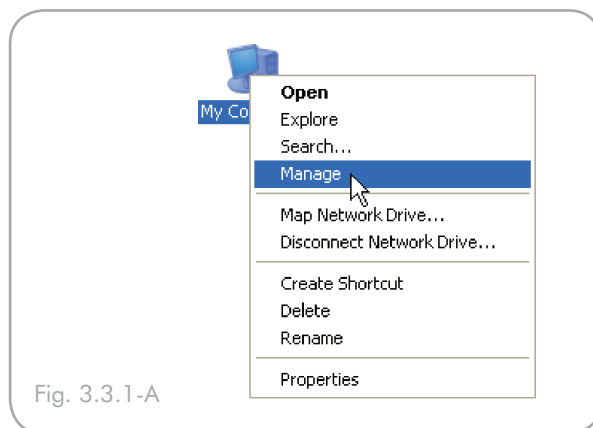 My Co
Open
Explore
Search...
Manage
Map Network Drive...
Disconnect Network Drive...
Create Shortcut
Delete
Rename
Properties
Fig. 3.3.1-A